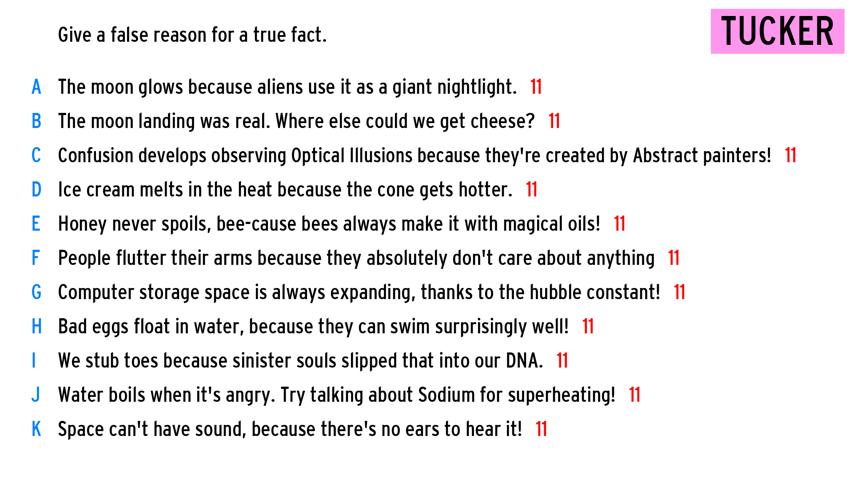 Give a false reason for a true fact.
TUCKER
A The moon glows because aliens use it as a giant nightlight. 11
B The moon landing was real. Where else could we get cheese? 11
C Confusion develops observing Optical Illusions because they're created by Abstract painters! 11
D Ice cream melts in the heat because the cone gets hotter. 11
E Honey never spoils, bee-cause bees always make it with magical oils! 11
F People flutter their arms because they absolutely don't care about anything 11
G Computer storage space is always expanding, thanks to the hubble constant! 11
H Bad eggs float in water, because they can swim surprisingly well! 11
I We stub toes because sinister souls slipped that into our DNA. 11
J Water boils when it's angry. Try talking about Sodium for superheating! 11
K Space can't have sound, because there's no ears to hear it! 11